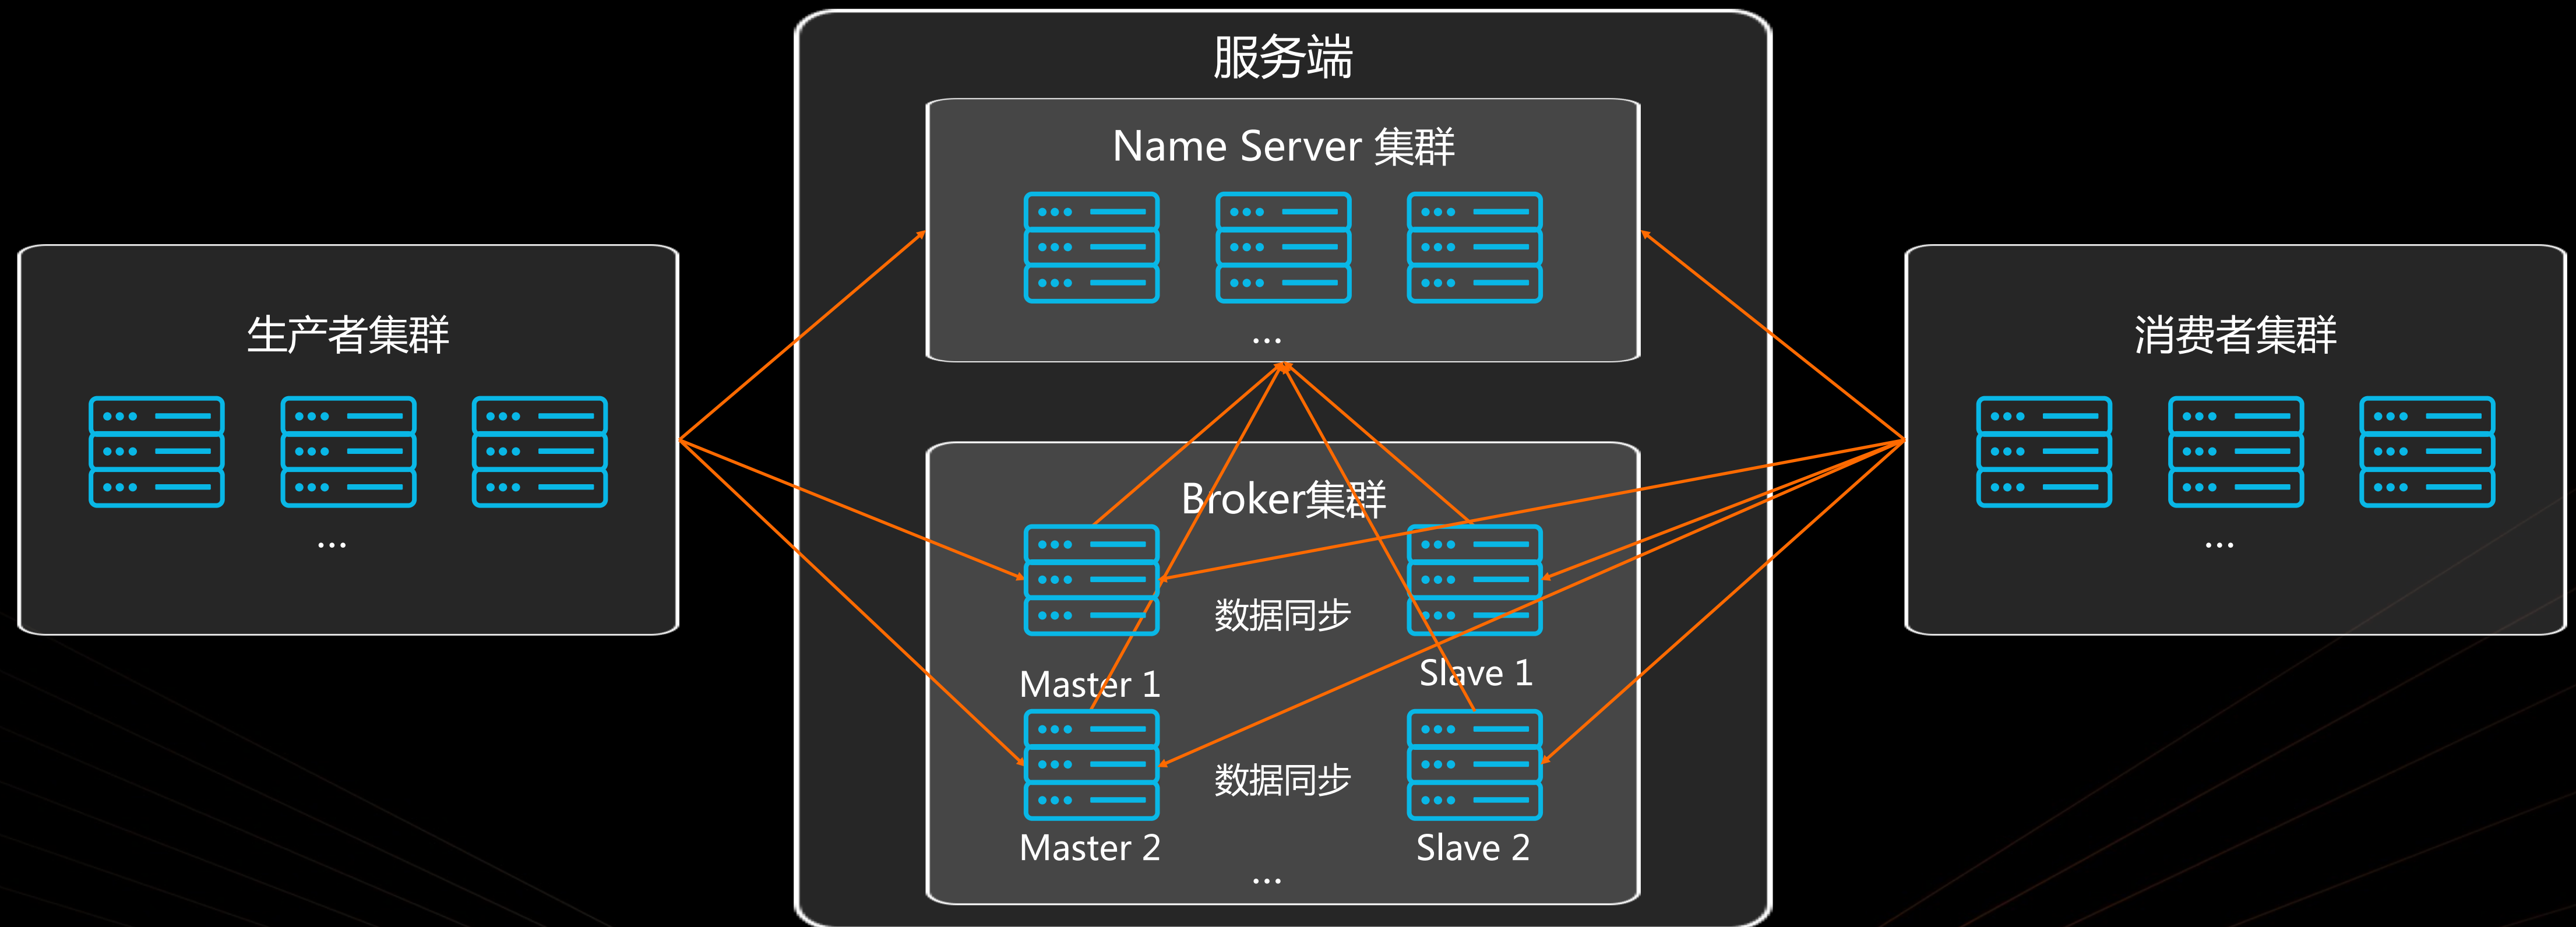 服务端
Name Server 集群
...
生产者集群
...
消费者集群
...
Broker集群
数据同步
Master 1
Slave 1
数据同步
Master 2
Slave 2
...